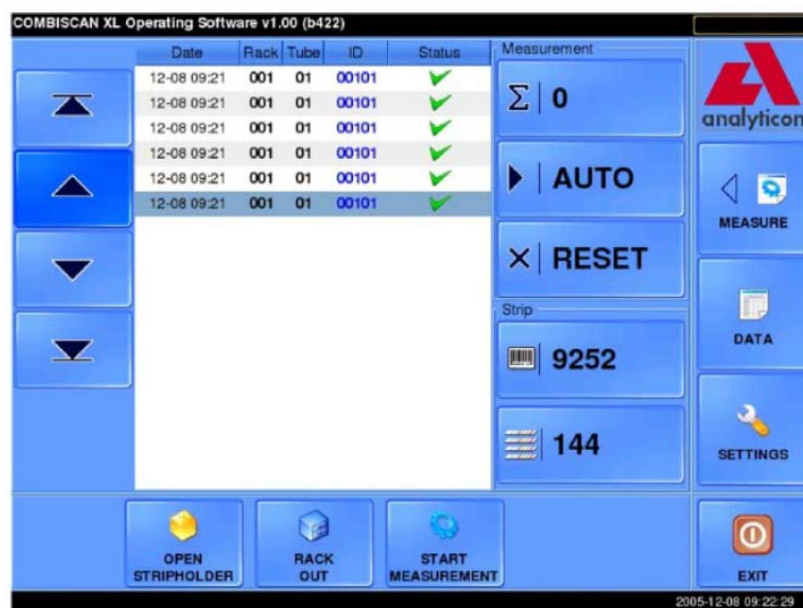 COMBISCAN XL Operating Software v1.00 (b422)
Date Rack Tube ID Status
12-08 09:21 001 01 00101
12-08 09:21 001 01 00101
12-08 09:21 001 01 00101
12-08 09:21 001 01 00101
12-08 09:21 001 01 00101
12-08 09:21 001 01 00101
Measurement
Σ 0
AUTO
RESET
Strip
9252
144
analyticon
MEASURE
DATA
SETTINGS
OPEN
STRIPHOLDER
RACK
OUT
START
MEASUREMENT
EXIT
2005-12-08 09:22:29